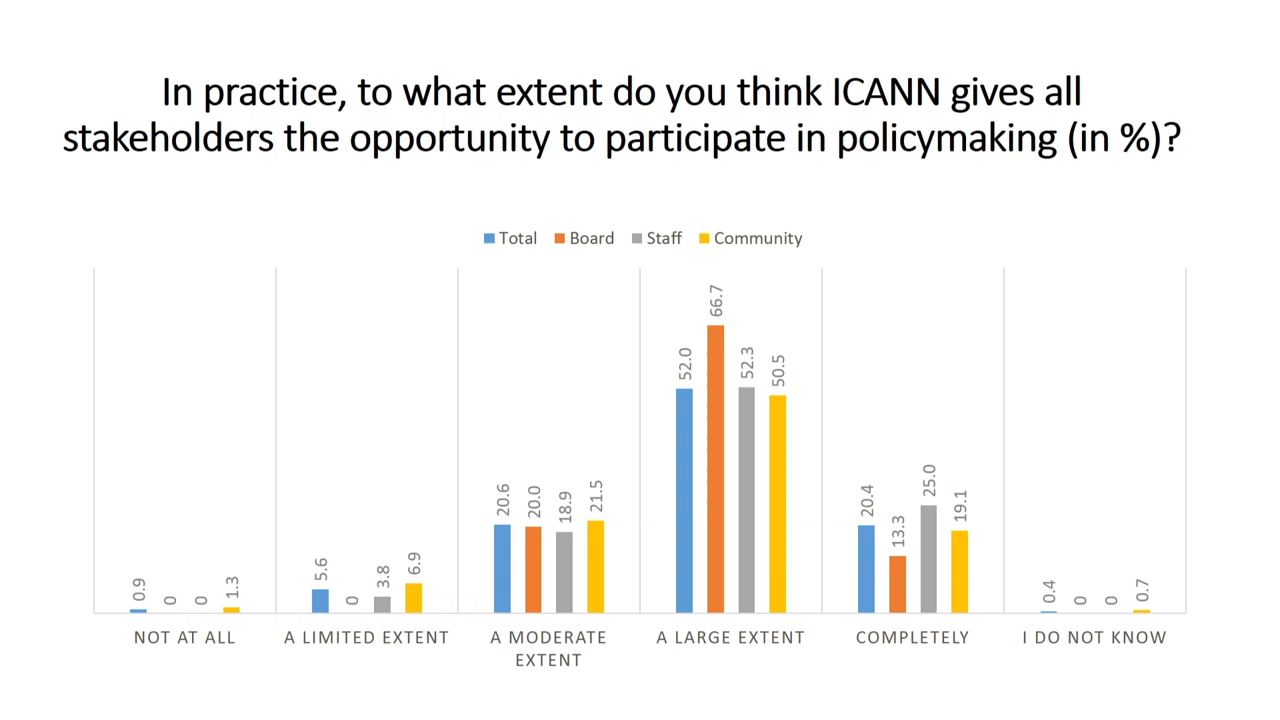 In practice, to what extent do you think ICANN gives all
stakeholders the opportunity to participate in policymaking (in %)?
Total Board Staff Community
0.9 0 0 1.3
5.6 0 3.8 6.9
20.6 20.0 18.9 21.5
52.0 66.7 52.3 50.5
20.4 13.3 25.0 19.1
0.4 0 0 0.7
NOT AT ALL
A LIMITED EXTENT
A MODERATE
EXTENT
A LARGE EXTENT
COMPLETELY
I DO NOT KNOW